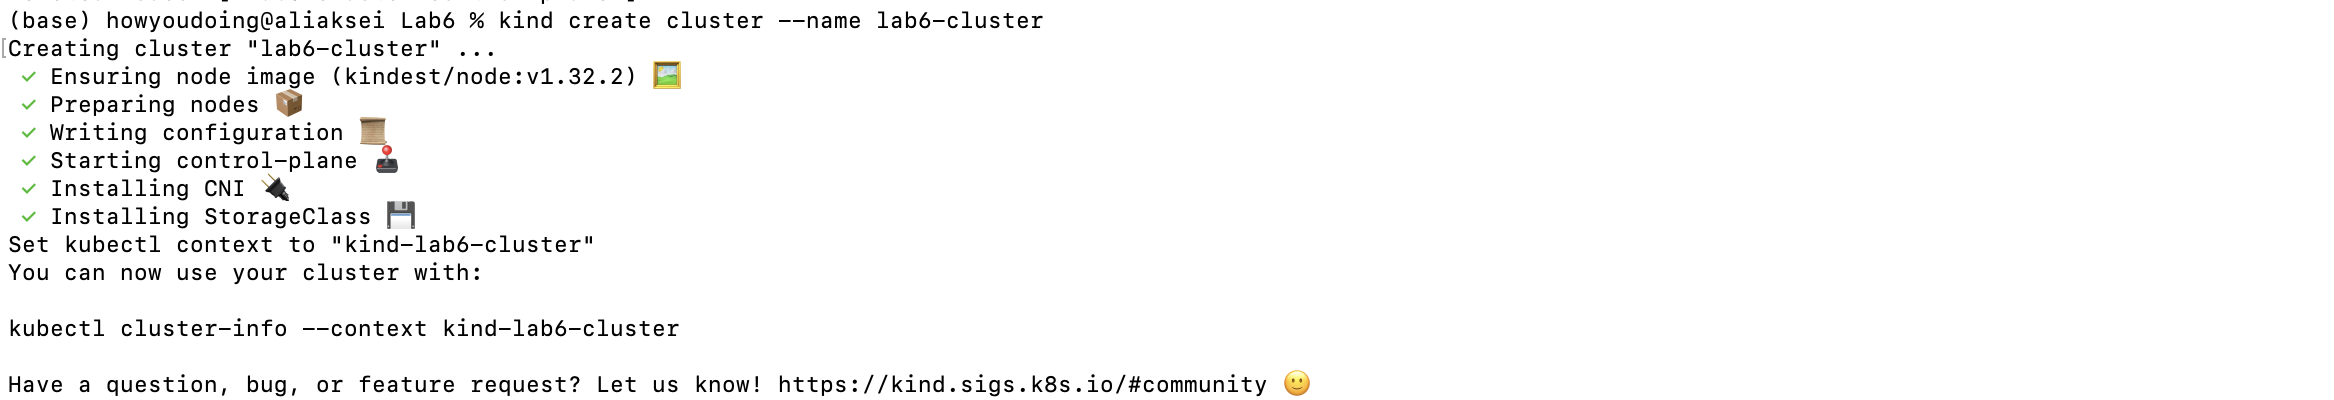 (base) howyoudoing@aliaksei Lab6 % kind create cluster --name lab6-cluster
[Creating cluster "lab6-cluster" ...
✓ Ensuring node image (kindest/node:v1.32.2) 🖼
✓ Preparing nodes 📦
✓ Writing configuration 📜
✓ Starting control-plane 🕹️
✓ Installing CNI 🔌
✓ Installing StorageClass 💾
Set kubectl context to "kind-lab6-cluster"
You can now use your cluster with:
kubectl cluster-info --context kind-lab6-cluster
Have a question, bug, or feature request? Let us know! https://kind.sigs.k8s.io/#community 🙂